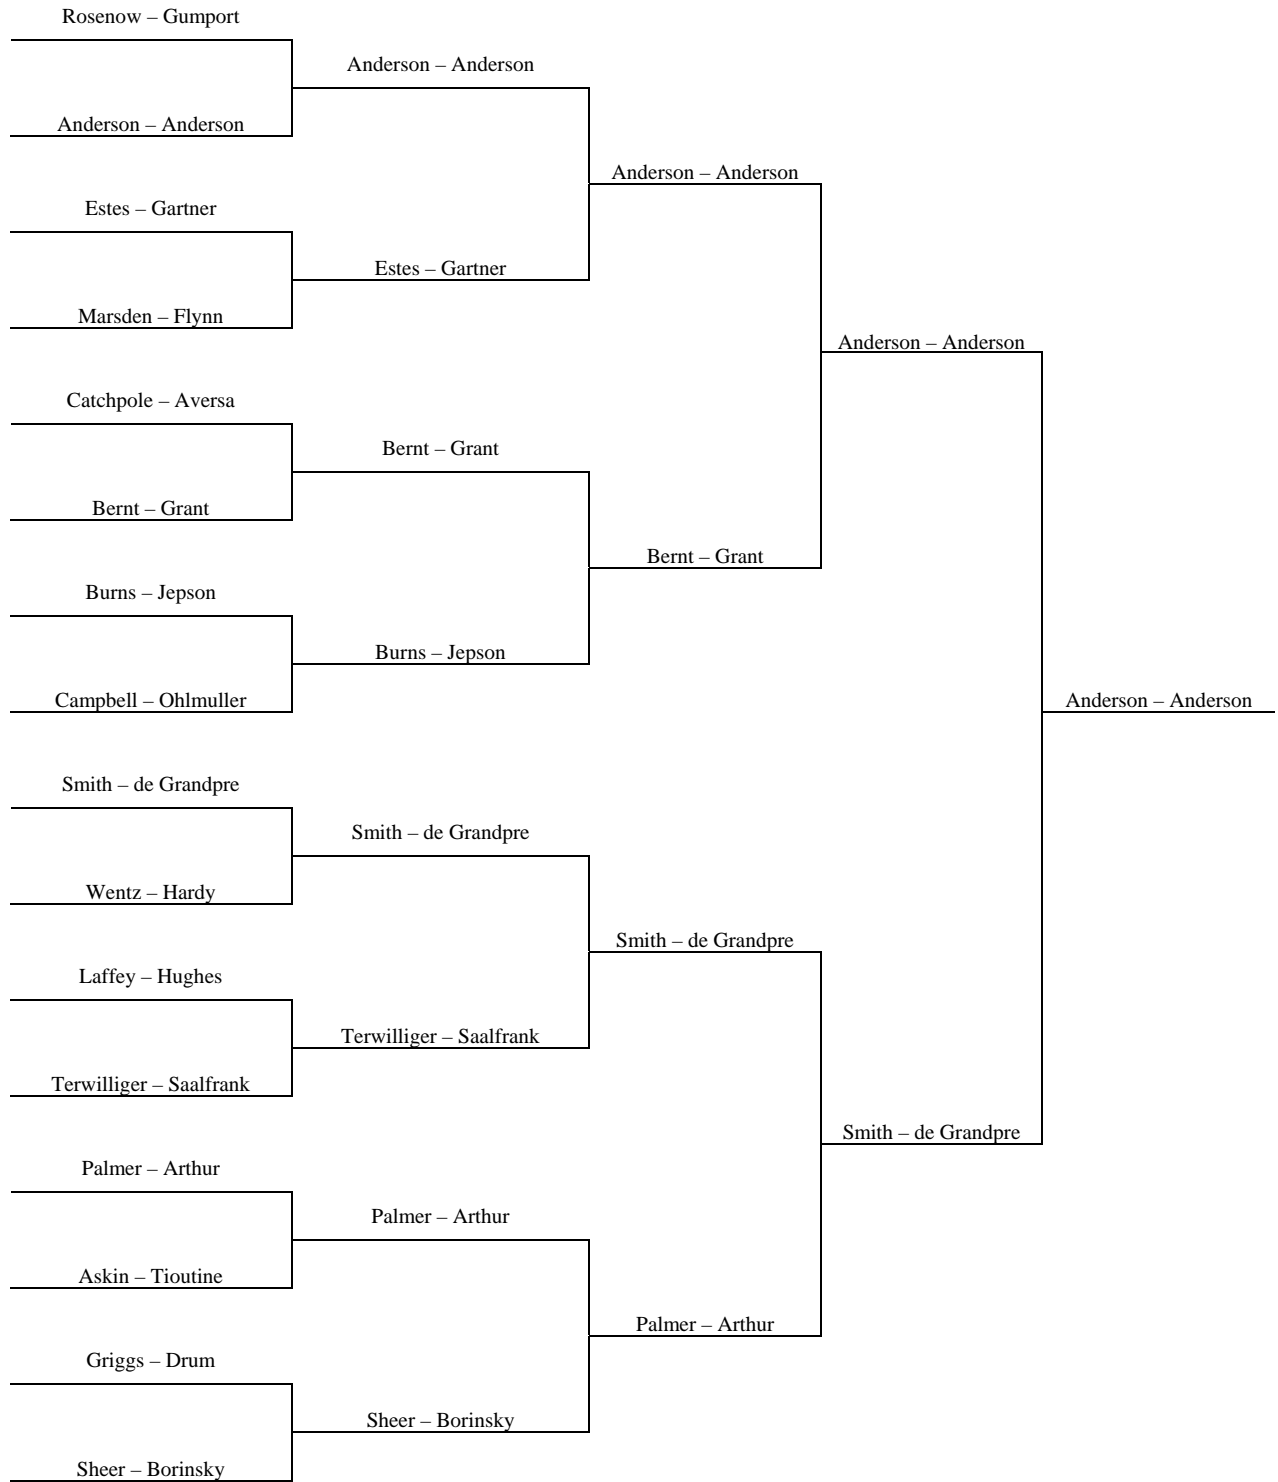 Rosenow – Gumport
Anderson – Anderson
Anderson – Anderson
Anderson – Anderson
Estes – Gartner
Estes – Gartner
Marsden – Flynn
Anderson – Anderson
Catchpole – Aversa
Bernt – Grant
Bernt – Grant
Bernt – Grant
Burns – Jepson
Burns – Jepson
Campbell – Ohlmuller
Anderson – Anderson
Smith – de Grandpre
Smith – de Grandpre
Wentz – Hardy
Smith – de Grandpre
Laffey – Hughes
Terwilliger – Saalfrank
Terwilliger – Saalfrank
Smith – de Grandpre
Palmer – Arthur
Palmer – Arthur
Askin – Tioutine
Palmer – Arthur
Griggs – Drum
Sheer – Borinsky
Sheer – Borinsky